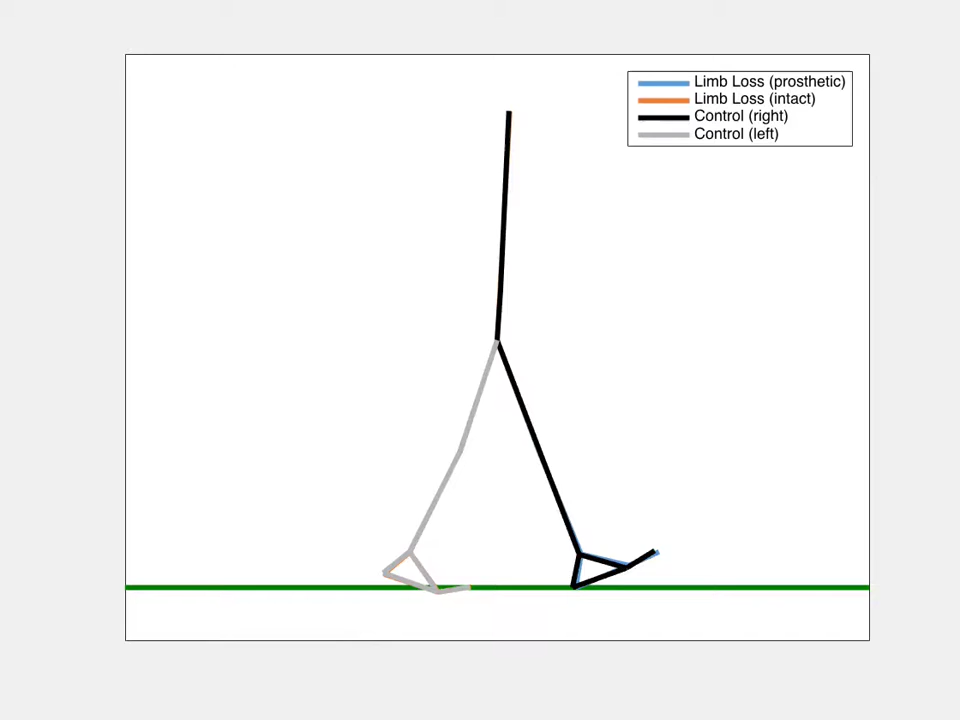 Limb Loss (prosthetic)
Limb Loss (intact)
Control (right)
Control (left)